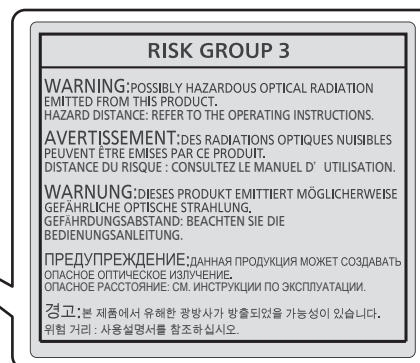 RISK GROUP 3
WARNING:POSSIBLY HAZARDOUS OPTICAL RADIATION
EMITTED FROM THIS PRODUCT.
HAZARD DISTANCE: REFER TO THE OPERATING INSTRUCTIONS.
AVERTISSEMENT:DES RADIATIONS OPTIQUES NUISIBLES
PEUVENT ÊTRE EMISES PAR CE PRODUIT.
DISTANCE DU RISQUE : CONSULTEZ LE MANUEL D' UTILISATION.
WARNUNG:DIESES PRODUKT EMITTIERT MÖGLICHERWEISE
GEFÄHRLICHE OPTISCHE STRAHLUNG.
GEFÄHRDUNGSABSTAND: BEACHTEN SIE DIE
BEDIENUNGSANLEITUNG.
ПРЕДУПРЕЖДЕНИЕ:ДАННАЯ ПРОДУКЦИЯ МОЖЕТ СОЗДАВАТЬ
ОПАСНОЕ ОПТИЧЕСКОЕ ИЗЛУЧЕНИЕ.
ОПАСНОЕ РАССТОЯНИЕ: СМ. ИНСТРУКЦИИ ПО ЭКСПЛУАТАЦИИ.
경고:본 제품에서 유해한 광방사가 방출되었을 가능성이 있습니다.
위험 거리 : 사용설명서를 참조하십시오.